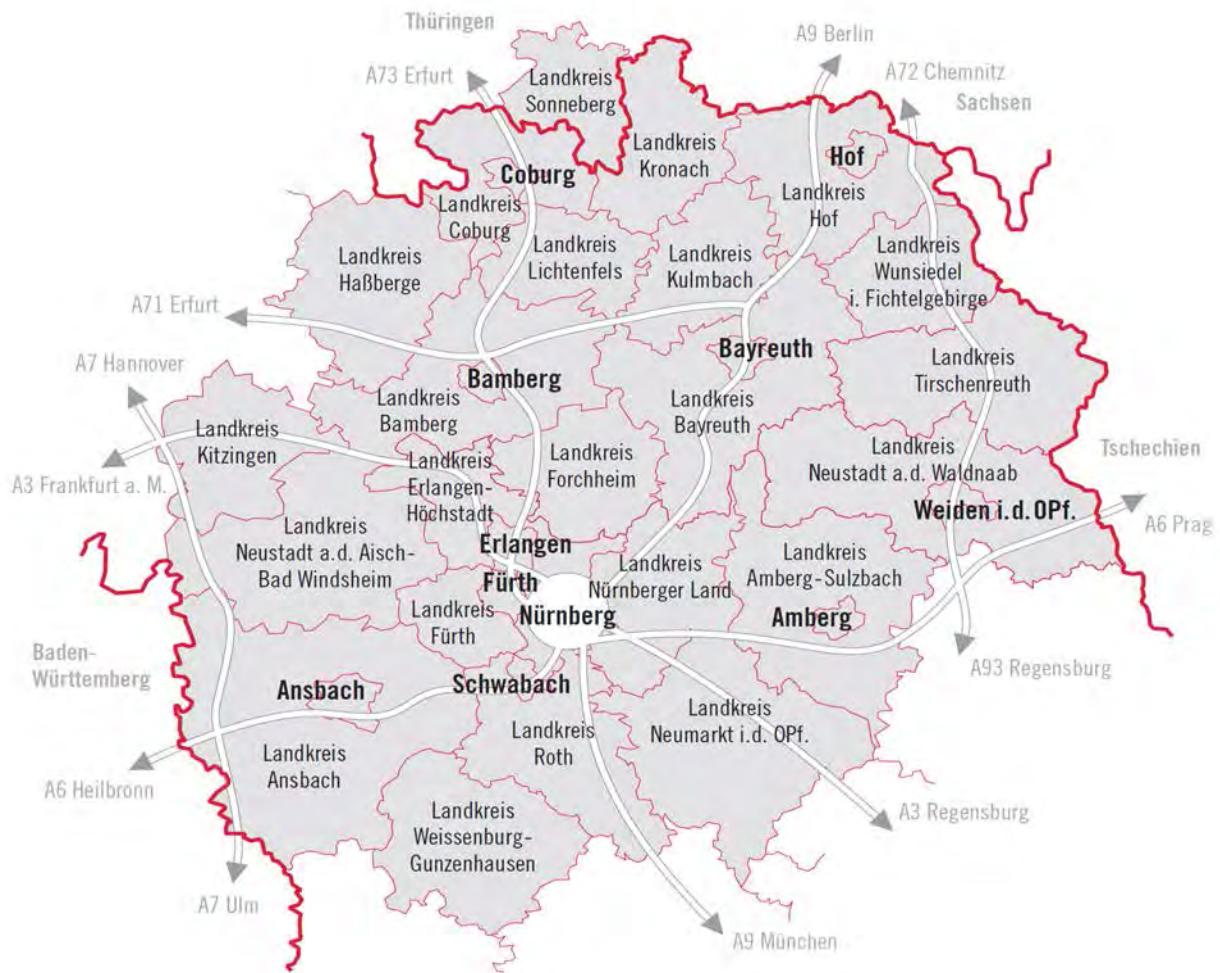 Thüringen
A9 Berlin
A73 Erfurt
A72 Chemnitz
Sachsen
Landkreis
Sonneberg
Landkreis
Kronach
Hof
Coburg
Landkreis
Hof
Landkreis
Coburg
Landkreis
Lichtenfels
Landkreis
Kulmbach
Landkreis
Wunsiedel
i. Fichtelgebirge
Landkreis
Haßberge
A71 Erfurt
A7 Hannover
Bayreuth
Bamberg
Landkreis
Tirschenreuth
Landkreis
Bamberg
Landkreis
Bayreuth
Landkreis
Kitzingen
A3 Frankfurt a. M.
Landkreis
Erlangen-
Höchstadt
Landkreis
Forchheim
Landkreis
Neustadt a.d. Waldnaab
Tschechien
Weiden i.d. OPf.
A6 Prag
Landkreis
Neustadt a.d. Aisch-
Bad Windsheim
Erlangen
Fürth
Nürnberg
Landkreis
Nürnberger Land
Landkreis
Amberg-Sulzbach
Amberg
Landkreis
Fürth
Baden-
Württemberg
A93 Regensburg
Ansbach
Schwabach
Landkreis
Neumarkt i.d. OPf.
Landkreis
Roth
Landkreis
Ansbach
A6 Heilbronn
A3 Regensburg
Landkreis
Weissenburg-
Gunzenhausen
A7 Ulm
A9 München